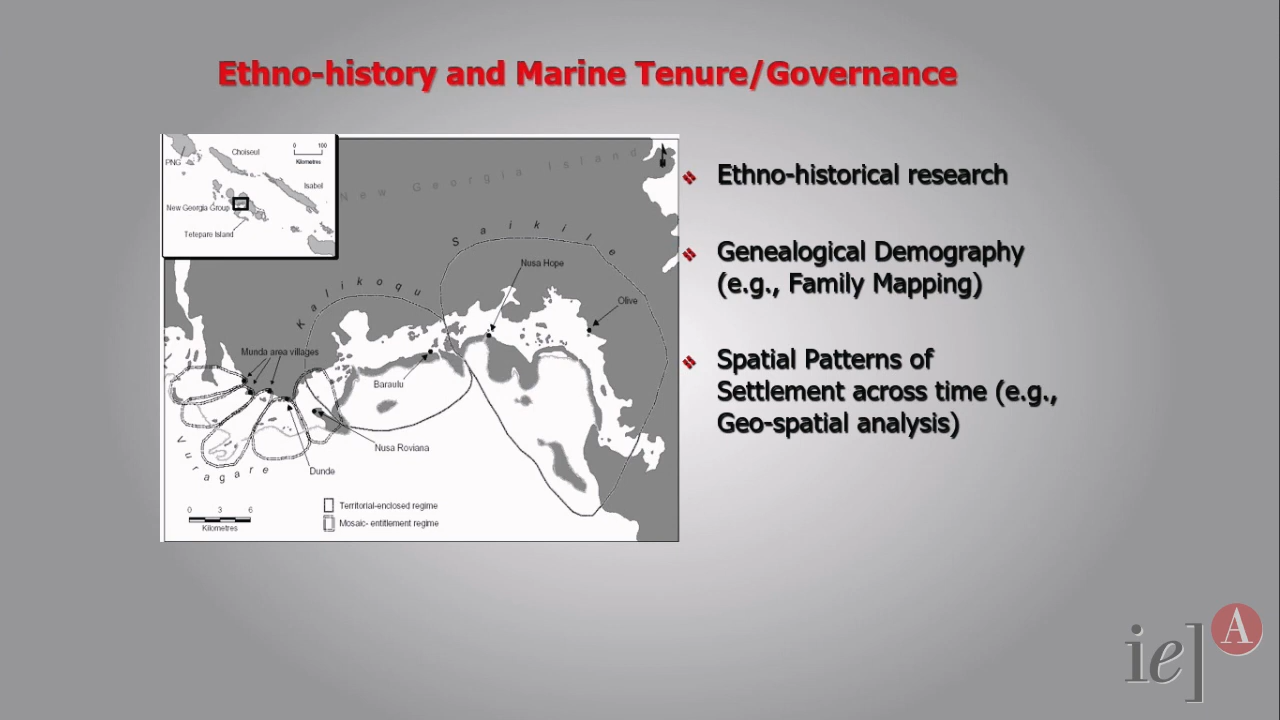 Ethno-history and Marine Tenure/Governance
PNG
Choiseul
0 100
Kilometres
Isabel
New Georgia Group
Tetepare Island
New Georgia Island
Saikile
Nusa Hope
Kalikoqu
Olive
Munda area villages
Baraulu
Nusa Roviana
Vuragare
Dunde
Territorial-enclosed regime
Mosaic- entitlement regime
0 3 6
Kilometres
Ethno-historical research
Genealogical Demography
(e.g., Family Mapping)
Spatial Patterns of
Settlement across time (e.g.,
Geo-spatial analysis)
ie]
A